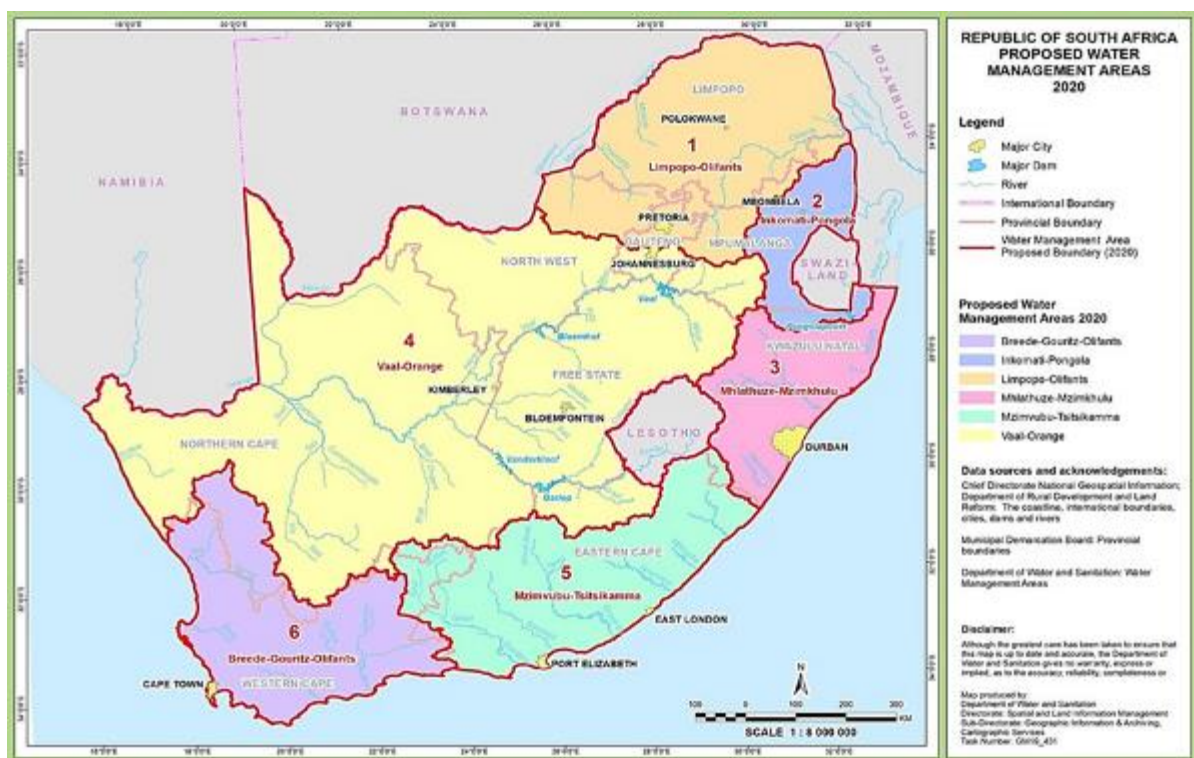 REPUBLIC OF SOUTH AFRICA
PROPOSED WATER
MANAGEMENT AREAS
2020
Legend
Major City
Major Dam
River
International Boundary
Provincial Boundary
Water Management Area
Proposed Boundary (2020)
Proposed Water
Management Areas 2020
Breede-Gouritz-Olifants
Inkomati-Pongola
Limpopo-Olifants
Mhlathuze-Mzimkhulu
Mzimvubu-Tsitsikamma
Vaal-Orange
Data sources and acknowledgements:
Chief Directorate National Geospatial Information;
Department of Rural Development and Land
Reform: The coastline, international boundaries,
cities, dams and rivers
Municipal Demarcation Board: Provincial
boundaries
Department of Water and Sanitation: Water
Management Areas
Disclaimer:
Although the greatest care has been taken to ensure that
this map is up to date and accurate, the Department of
Water and Sanitation gives no warranty, express or
implied, as to the accuracy, reliability, completeness or
Map produced by
Department of Water and Sanitation
Directorate: Spatial and Land Information Management
Sub-Directorate: Geographic Information & Archiving,
Cartographic Services
BOTSWANA
NAMIBIA
MOZAMBIQUE
LIMPOPO
POLOKWANE
1
Limpopo-Olifants
MBOMBELA
2
Inkomati-Pongola
PRETORIA
GAUTENG
MPUMALANGA
JOHANNESBURG
SWAZI
LAND
NORTH WEST
Vaal
Bloemhof
4
Vaal-Orange
KIMBERLEY
FREE STATE
BLOEMFONTEIN
KWAZULU NATAL
3
Mhlathuze-Mzimkhulu
LESOTHO
DURBAN
NORTHERN CAPE
Vanderkloof
Gariep
EASTERN CAPE
5
Mzimvubu-Tsitsikamma
EAST LONDON
PORT ELIZABETH
6
Breede-Gouritz-Olifants
WESTERN CAPE
CAPE TOWN
N
100 0 100 200 300
KM
SCALE 1 : 8 000 000